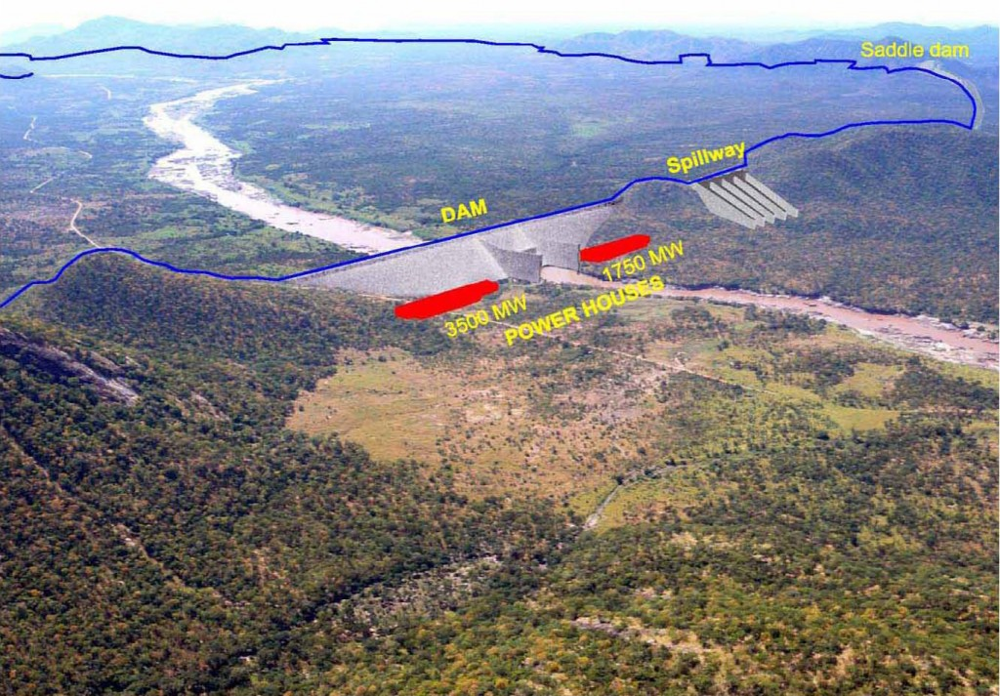 Saddle dam
Spillway
DAM
1750 MW
3500 MW
POWER HOUSES